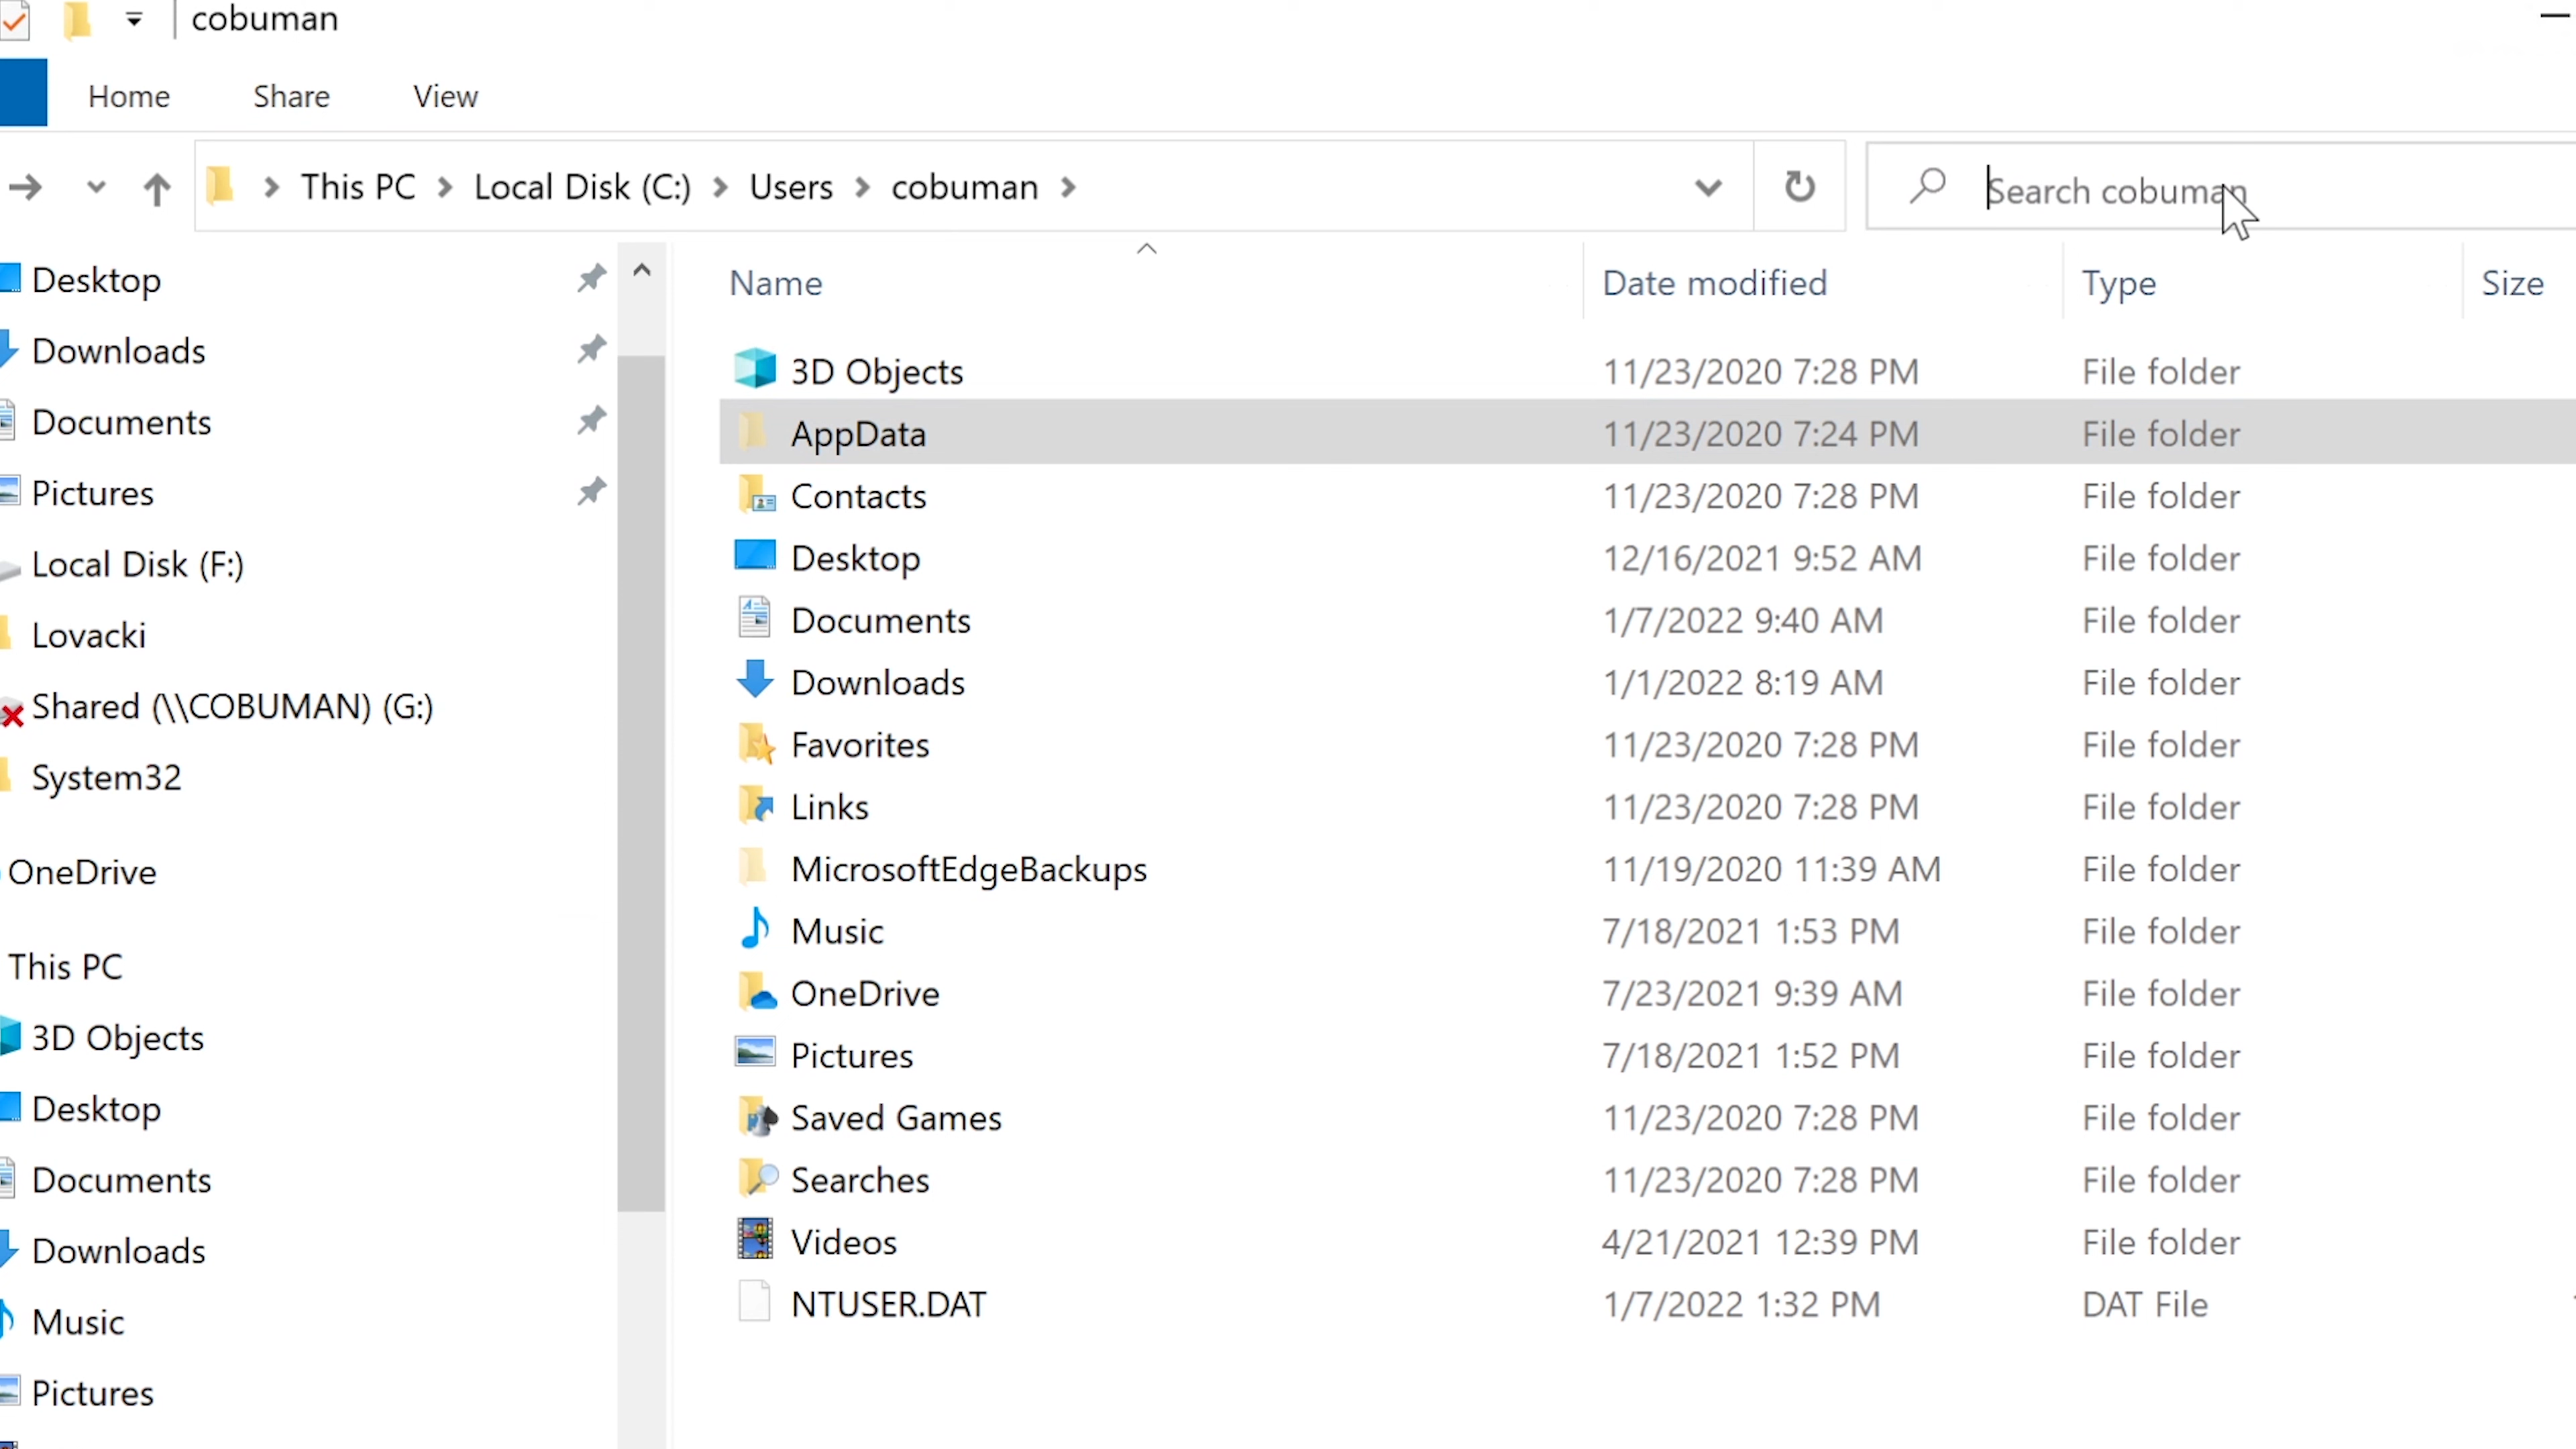 cobuman
Home Share View
This PC Local Disk (C:) Users cobuman
Search cobuman
Desktop
Downloads
Documents
Pictures
Local Disk (F:)
Lovacki
Shared (\\COBUMAN) (G:)
System32
OneDrive
This PC
3D Objects
Desktop
Documents
Downloads
Music
Pictures
Name Date modified Type Size
3D Objects 11/23/2020 7:28 PM File folder
AppData 11/23/2020 7:24 PM File folder
Contacts 11/23/2020 7:28 PM File folder
Desktop 12/16/2021 9:52 AM File folder
Documents 1/7/2022 9:40 AM File folder
Downloads 1/1/2022 8:19 AM File folder
Favorites 11/23/2020 7:28 PM File folder
Links 11/23/2020 7:28 PM File folder
MicrosoftEdgeBackups 11/19/2020 11:39 AM File folder
Music 7/18/2021 1:53 PM File folder
OneDrive 7/23/2021 9:39 AM File folder
Pictures 7/18/2021 1:52 PM File folder
Saved Games 11/23/2020 7:28 PM File folder
Searches 11/23/2020 7:28 PM File folder
Videos 4/21/2021 12:39 PM File folder
NTUSER.DAT 1/7/2022 1:32 PM DAT File